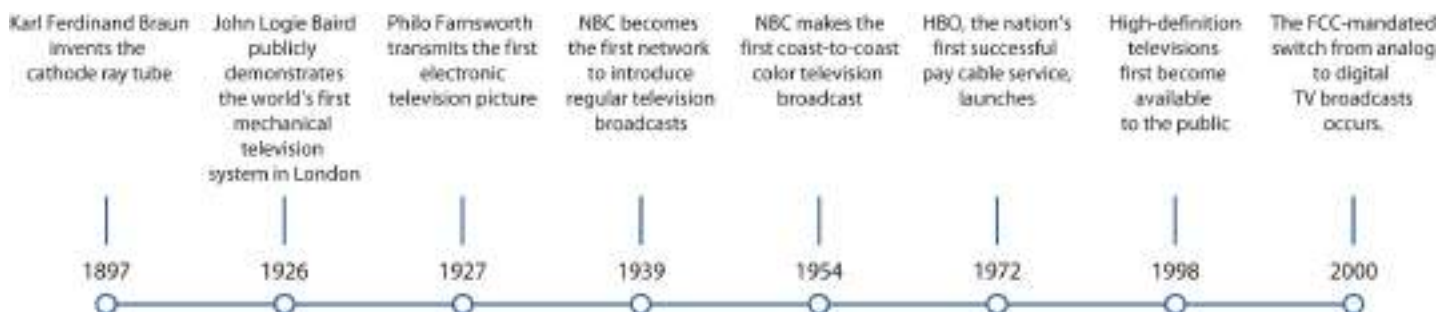 Karl Ferdinand Braun
invents the
cathode ray tube
John Logie Baird
publicly
demonstrates
the world's first
mechanical
television
system in London
Philo Farnsworth
transmits the first
electronic
television picture
NBC becomes
the first network
to introduce
regular television
broadcasts
NBC makes the
first coast-to-coast
color television
broadcast
HBO, the nation's
first successful
pay cable service,
launches
High-definition
televisions
first become
available
to the public
The FCC-mandated
switch from analog
to digital
TV broadcasts
occurs.
1897
1926
1927
1939
1954
1972
1998
2000